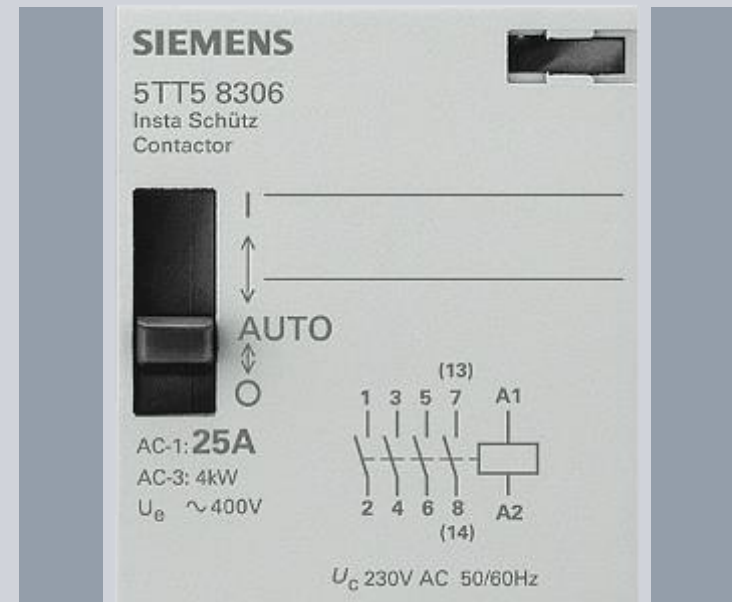 SIEMENS
5TT5 8306
Insta Schütz
Contactor
I
AUTO
O
AC-1: 25A
AC-3: 4kW
Ue ~400V
(13)
1 3 5 7 A1
2 4 6 8 A2
(14)
Uc 230V AC 50/60Hz